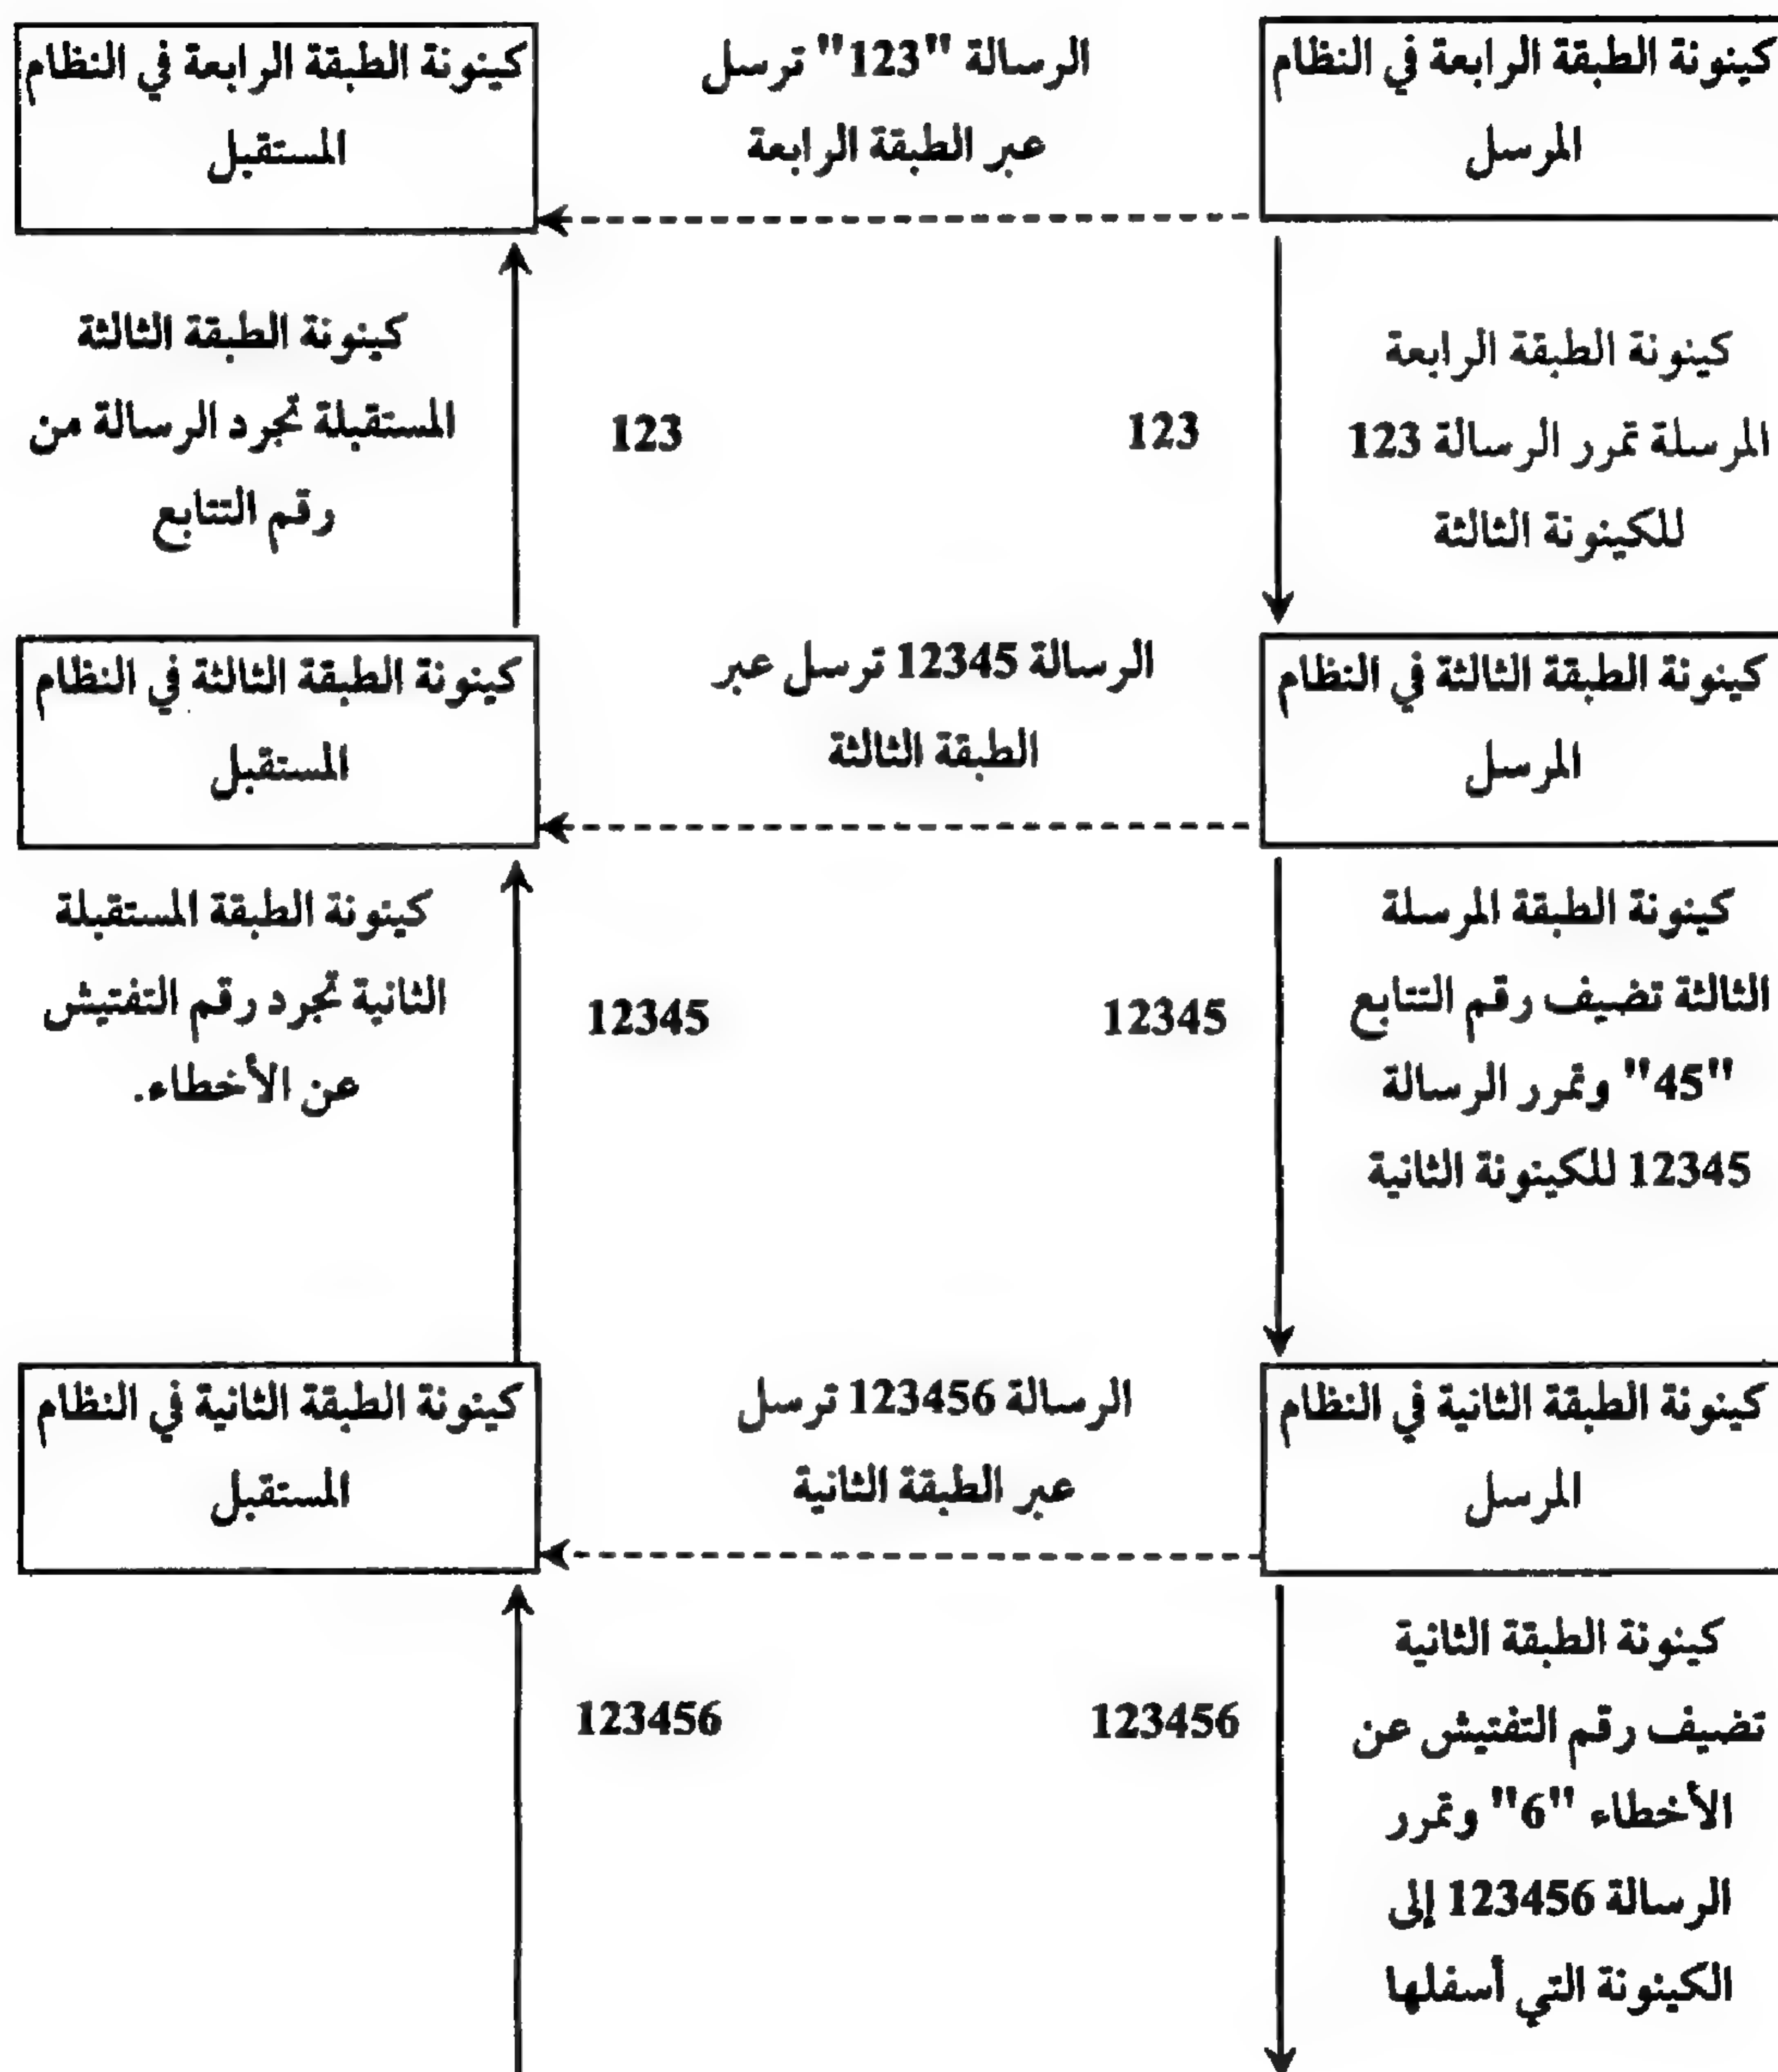 كينونة الطبقة الرابعة في النظام
المرسل
الرسالة "123" ترسل
عبر الطبقة الرابعة
كينونة الطبقة الرابعة في النظام
المستقبل
كينونة الطبقة الرابعة
المرسلة تمرر الرسالة 123
للكينونة الثالثة
123
123
كينونة الطبقة الثالثة
المستقبلة تجرد الرسالة من
رقم التتابع
كينونة الطبقة الثالثة في النظام
المرسل
الرسالة 12345 ترسل عبر
الطبقة الثالثة
كينونة الطبقة الثالثة في النظام
المستقبل
كينونة الطبقة المرسلة
الثالثة تضيف رقم التتابع
"45" وتمرر الرسالة
12345 للكينونة الثانية
12345
12345
كينونة الطبقة المستقبلة
الثانية تجرد رقم التفتيش
عن الأخطاء.
كينونة الطبقة الثانية في النظام
المرسل
الرسالة 123456 ترسل
عبر الطبقة الثانية
كينونة الطبقة الثانية في النظام
المستقبل
كينونة الطبقة الثانية
تضيف رقم التفتيش عن
الأخطاء "6" وتمرر
الرسالة 123456 إلى
الكينونة التي أسفلها
123456
123456